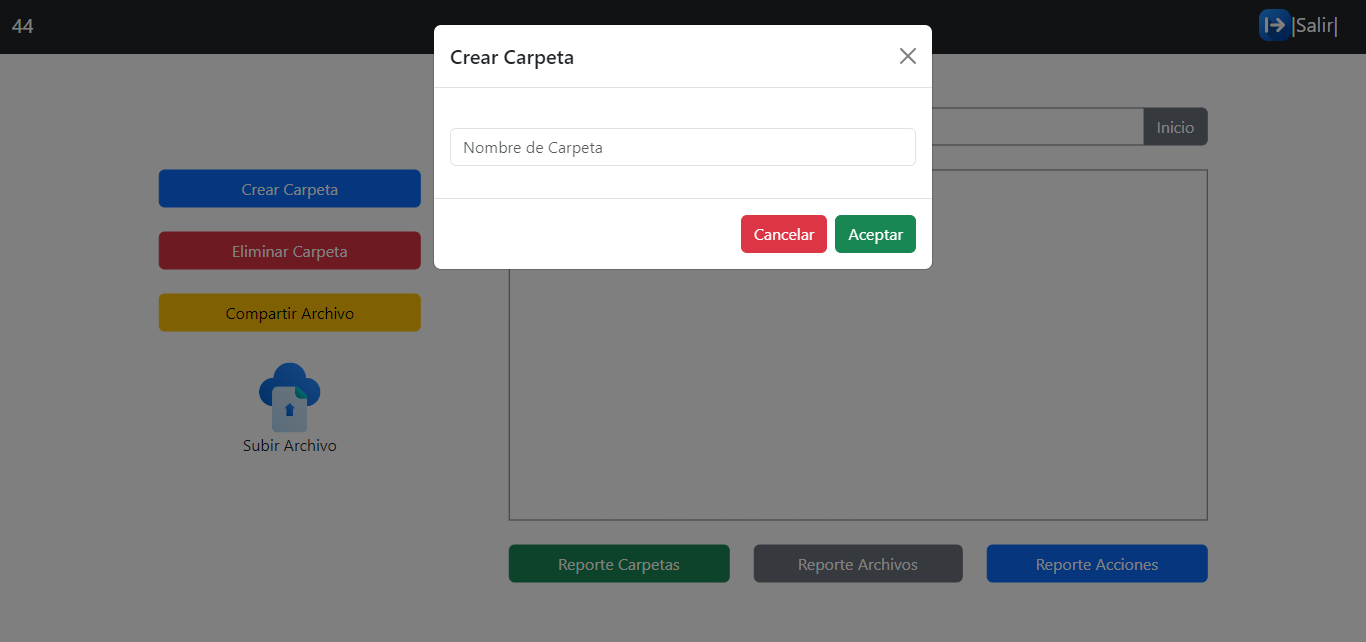 44
|Salir|
Crear Carpeta
Nombre de Carpeta
Cancelar
Aceptar
Inicio
Crear Carpeta
Eliminar Carpeta
Compartir Archivo
Subir Archivo
Reporte Carpetas
Reporte Archivos
Reporte Acciones